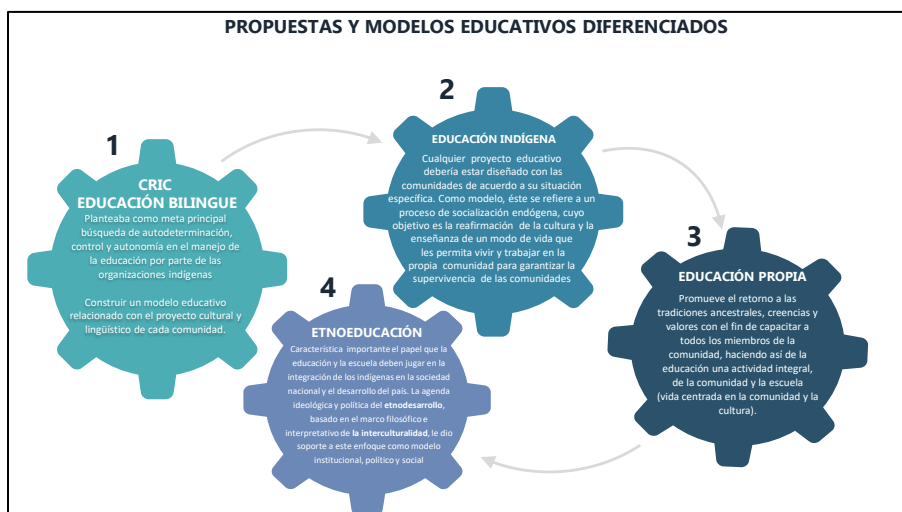 PROPUESTAS Y MODELOS EDUCATIVOS DIFERENCIADOS
1
CRIC
EDUCACIÓN BILINGUE
Planteaba como meta principal
búsqueda de autodeterminación,
control y autonomía en el manejo de
la educación por parte de las
organizaciones indígenas
Construir un modelo educativo
relacionado con el proyecto cultural y
lingüístico de cada comunidad.
2
EDUCACIÓN INDÍGENA
Cualquier proyecto educativo
debería estar diseñado con las
comunidades de acuerdo a su situación
específica. Como modelo, éste se refiere a un
proceso de socialización endógena, cuyo
objetivo es la reafirmación de la cultura y la
enseñanza de un modo de vida que
les permita vivir y trabajar en la
propia comunidad para garantizar la
supervivencia de las comunidades
3
EDUCACIÓN PROPIA
Promueve el retorno a las
tradiciones ancestrales, creencias y
valores con el fin de capacitar a
todos los miembros de la
comunidad, haciendo así de la
educación una actividad integral,
de la comunidad y la escuela
(vida centrada en la comunidad y la
cultura).
4
ETNOEDUCACIÓN
Característica importante el papel que la
educación y la escuela deben jugar en la
integración de los indígenas en la sociedad
nacional y el desarrollo del país. La agenda
ideológica y política del etnodesarrollo,
basado en el marco filosófico e
interpretativo de la interculturalidad, le dio
soporte a este enfoque como modelo
institucional, político y social